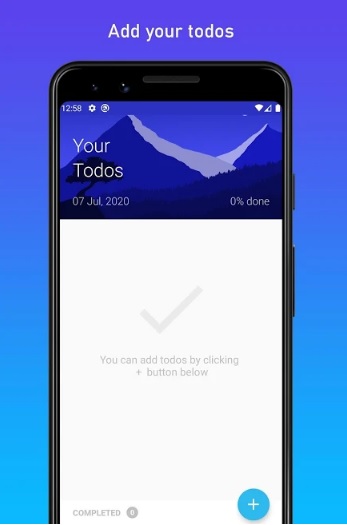 Add your todos
12:58
Your
Todos
07 Jul, 2020
0% done
You can add todos by clicking
+ button below
COMPLETED 0
+